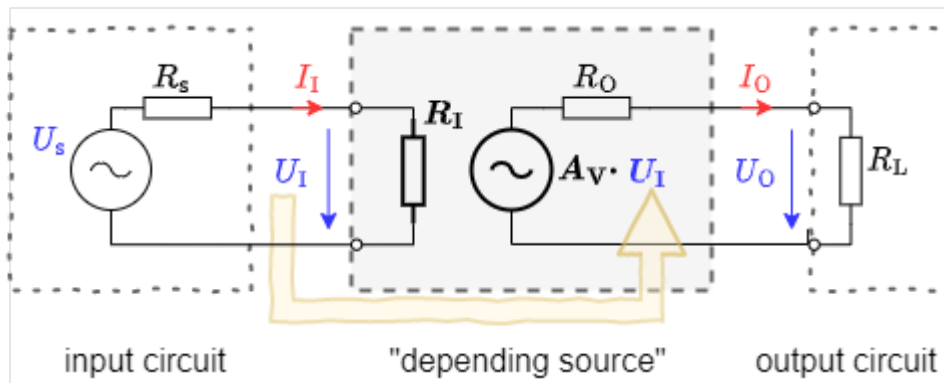 R_s
I_I
R_O
I_O
U_s
U_I
R_I
A_V· U_I
U_O
R_L
input circuit
"depending source"
output circuit